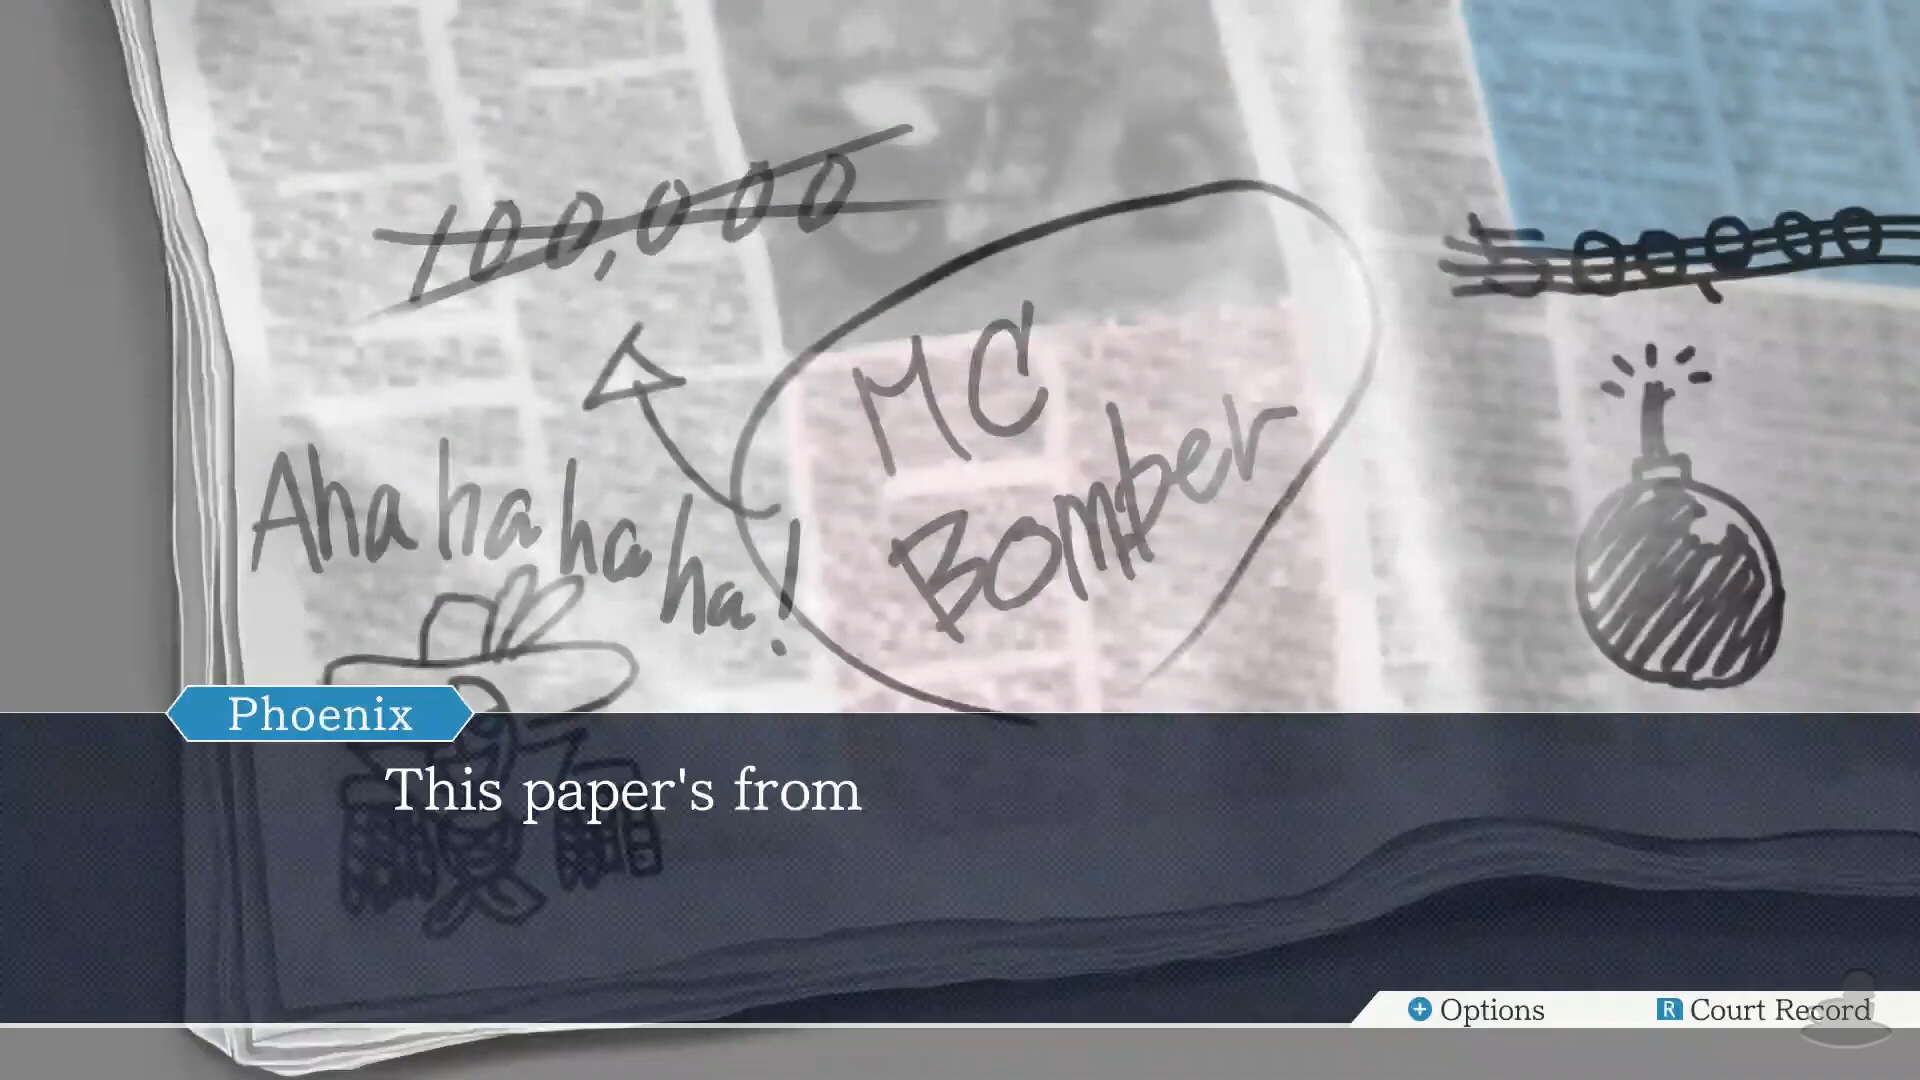 100,000
500,000
MC
Bomber
Ahahahaha!
Phoenix
This paper's from
+ Options
R Court Record